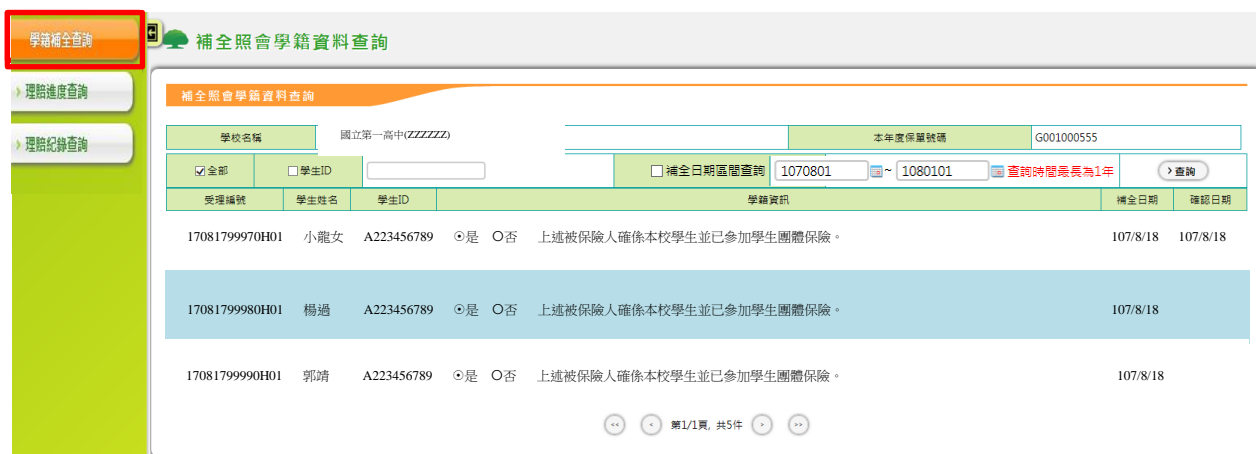 學籍補全查詢
理賠進度查詢
理賠紀錄查詢
補全照會學籍資料查詢
補全照會學籍資料查詢
學校名稱 國立第一高中(ZZZZZZ) 本年度保單號碼 G001000555
全部 學生ID 補全日期區間查詢 1070801 ~ 1080101 查詢時間最長為1年 查詢
受理編號 學生姓名 學生ID 學籍資訊 補全日期 確認日期
17081799970H01 小龍女 A223456789 是 否 上述被保險人確係本校學生並已參加學生團體保險。 107/8/18 107/8/18
17081799980H01 楊過 A223456789 是 否 上述被保險人確係本校學生並已參加學生團體保險。 107/8/18
17081799990H01 郭靖 A223456789 是 否 上述被保險人確係本校學生並已參加學生團體保險。 107/8/18
第1/1頁, 共5件